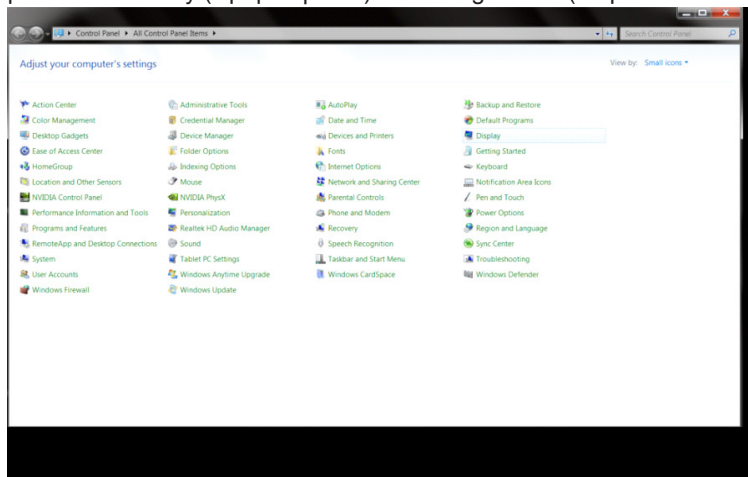 Control Panel ▸ All Control Panel Items ▸
Search Control Panel
Adjust your computer's settings
View by: Small icons
Action Center Administrative Tools AutoPlay Backup and Restore
Color Management Credential Manager Date and Time Default Programs
Desktop Gadgets Device Manager Devices and Printers Display
Ease of Access Center Folder Options Fonts Getting Started
HomeGroup Indexing Options Internet Options Keyboard
Location and Other Sensors Mouse Network and Sharing Center Notification Area Icons
NVIDIA Control Panel NVIDIA PhysX Parental Controls Pen and Touch
Performance Information and Tools Personalization Phone and Modem Power Options
Programs and Features Realtek HD Audio Manager Recovery Region and Language
RemoteApp and Desktop Connections Sound Speech Recognition Sync Center
System Tablet PC Settings Taskbar and Start Menu Troubleshooting
User Accounts Windows Anytime Upgrade Windows CardSpace Windows Defender
Windows Firewall Windows Update